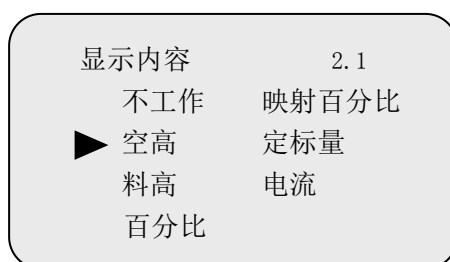 显示内容 2.1
不工作 映射百分比
空高 定标量
料高 电流
百分比